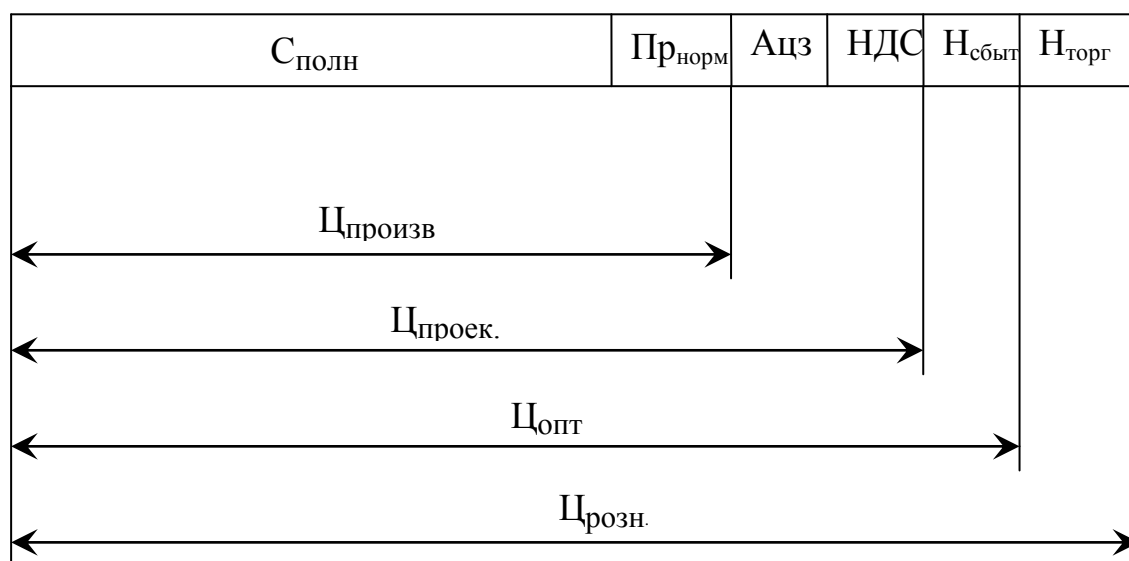 Сполн Прнорм Ацз НДС Нсбыт Нторг
Цпроизв
Цпроек.
Цопт
Црозн.